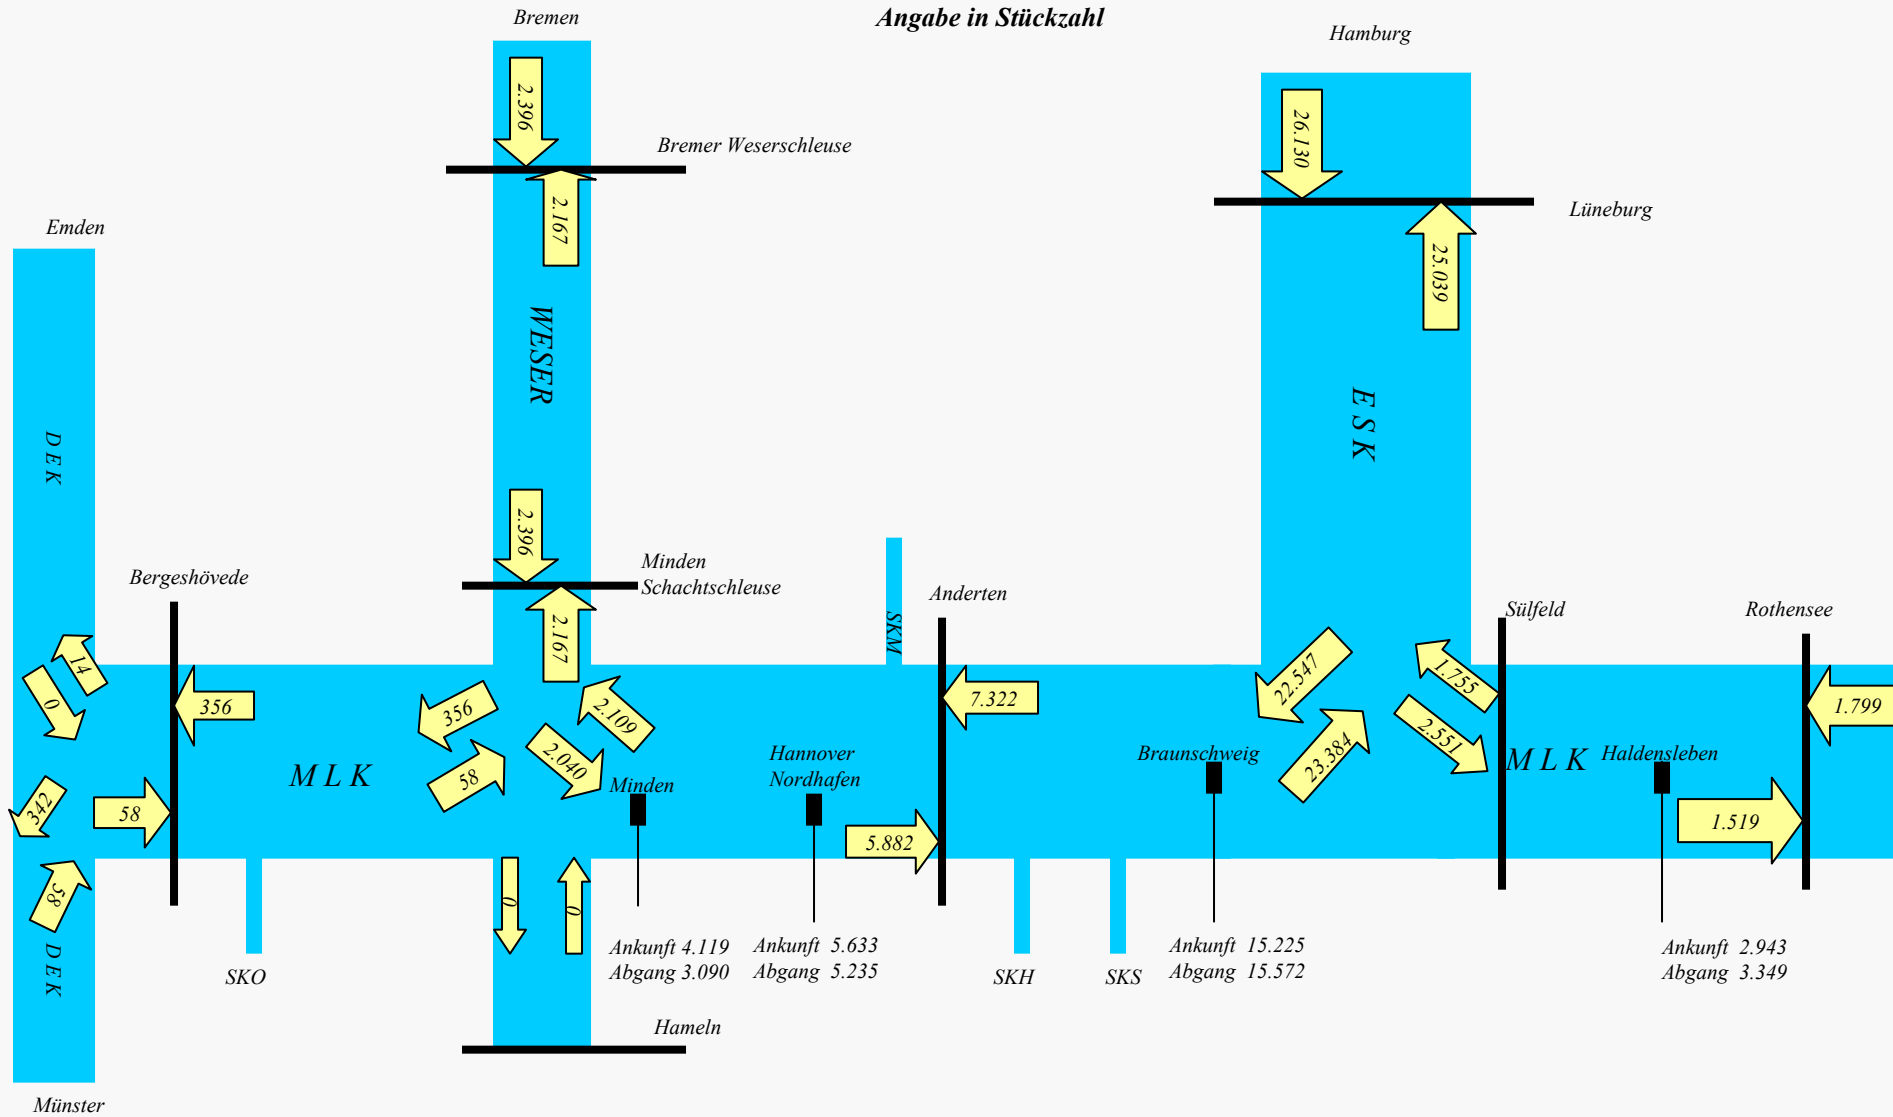 Angabe in Stückzahl
Bremen
Hamburg
2.396
26.130
Bremer Weserschleuse
2.167
Lüneburg
25.039
Emden
WESER
E S K
D E K
2.396
Minden
Schachtschleuse
2.167
Bergeshövede
SKM
Anderten
Sülfeld
Rothensee
14
0
356
356
2.109
7.322
22.547
1.755
1.799
58
2.040
23.384
2.551
M L K
Minden
Hannover
Nordhafen
Braunschweig
M L K
Haldensleben
342
58
5.882
1.519
58
0
0
D E K
SKO
Ankunft 4.119
Abgang 3.090
Ankunft 5.633
Abgang 5.235
SKH
SKS
Ankunft 15.225
Abgang 15.572
Ankunft 2.943
Abgang 3.349
Hameln
Münster